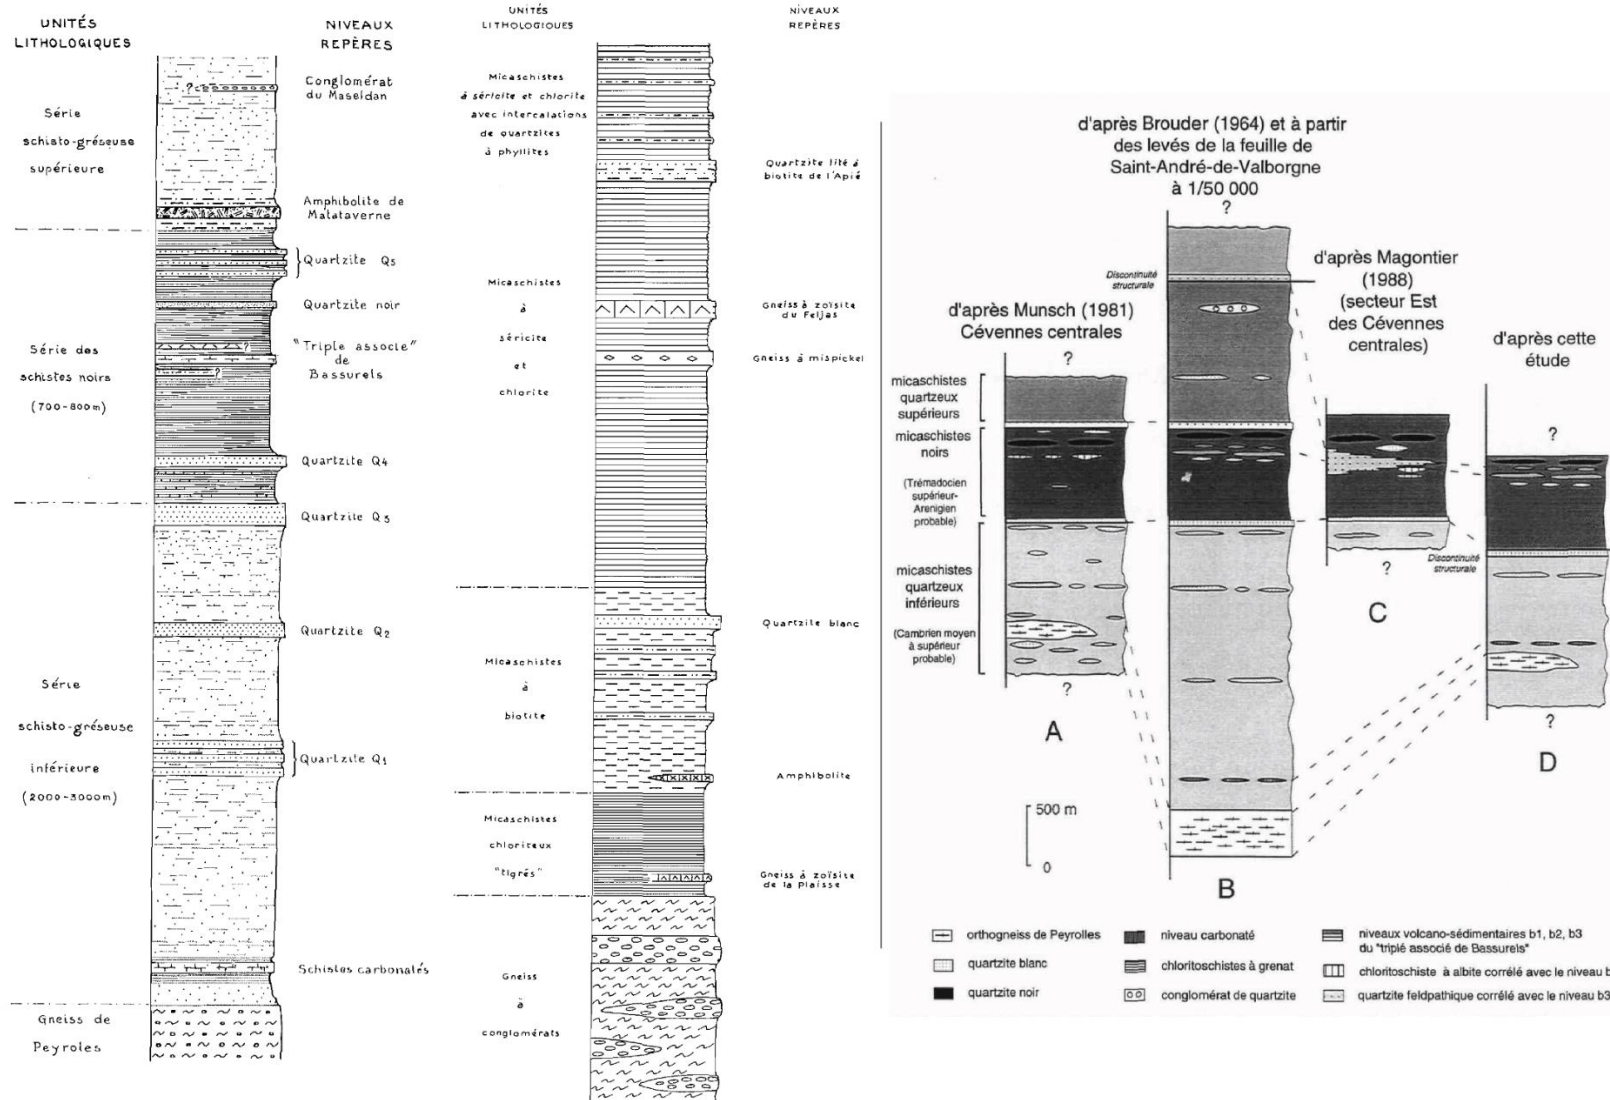 UNITÉS
LITHOLOGIQUES
NIVEAUX
REPÈRES
Série
schisto-gréseuse
supérieure
Série des
schistes noirs
(700-800m)
Série
schisto-gréseuse
inférieure
(2000-3000m)
Gneiss de
Peyroles
?
?
?
Conglomérat
du Maseldan
Amphibolite de
Malataverne
Quartzite Q5
Quartzite noir
"Triple associé"
de
Bassurels
Quartzite Q4
Quartzite Q3
Quartzite Q2
Quartzite Q1
Schistes carbonatés
UNITÉS
LITHOLOGIQUES
NIVEAUX
REPÈRES
Micaschistes
à séricite et chlorite
avec intercalations
de quartzites
à phyllites
Micaschistes
à
séricite
et
chlorite
Micaschistes
à
biotite
Micaschistes
chloriteux
"tigrés"
Gneiss
à
conglomérats
Quartzite lité à
biotite de l'Apié
Gneiss à zoïsite
du Feljas
Gneiss à mispickel
Quartzite blanc
Amphibolite
Gneiss à zoïsite
de la Plaisse
d'après Munsch (1981)
Cévennes centrales
?
micaschistes
quartzeux
supérieurs
micaschistes
noirs
(Trémadocien
supérieur-
Arenigien
probable)
micaschistes
quartzeux
inférieurs
(Cambrien moyen
à supérieur
probable)
?
A
d'après Brouder (1964) et à partir
des levés de la feuille de
Saint-André-de-Valborgne
à 1/50 000
?
Discontinuité
structurale
B
500 m
0
d'après Magontier
(1988)
(secteur Est
des Cévennes
centrales)
?
C
d'après cette
étude
?
Discontinuité
structurale
?
D
orthogneiss de Peyrolles
quartzite blanc
quartzite noir
niveau carbonaté
chloritoschistes à grenat
conglomérat de quartzite
niveaux volcano-sédimentaires b1, b2, b3
du "triplé associé de Bassurels"
chloritoschiste à albite corrélé avec le niveau b
quartzite feldpathique corrélé avec le niveau b3